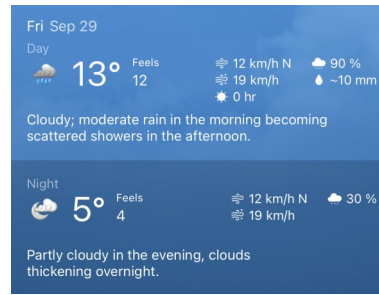 Fri Sep 29
Day
13° Feels 12
12 km/h N 90 %
19 km/h ~10 mm
0 hr
Cloudy; moderate rain in the morning becoming
scattered showers in the afternoon.
Night
5° Feels 4
12 km/h N 30 %
19 km/h
Partly cloudy in the evening, clouds
thickening overnight.